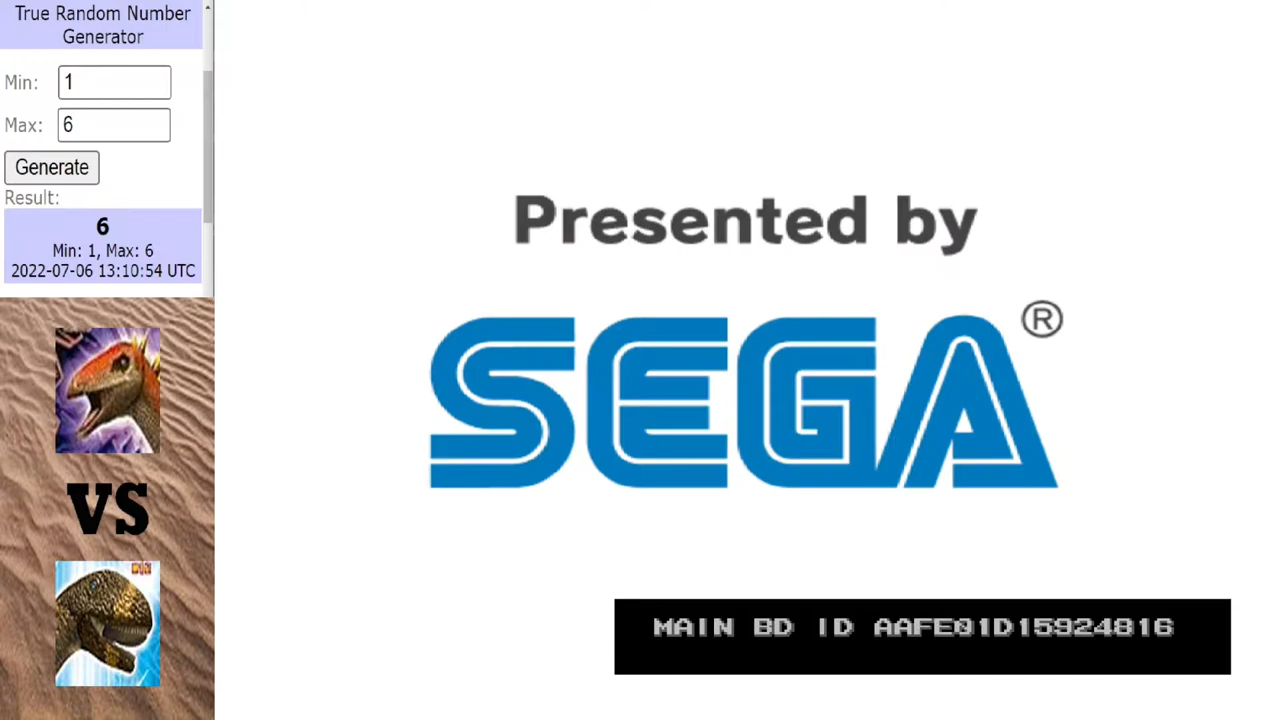 True Random Number
Generator
Min: 1
Max: 6
Generate
Result:
6
Min: 1, Max: 6
2022-07-06 13:10:54 UTC
VS
Presented by
SEGA®
MAIN BD ID AAFE01D15924816